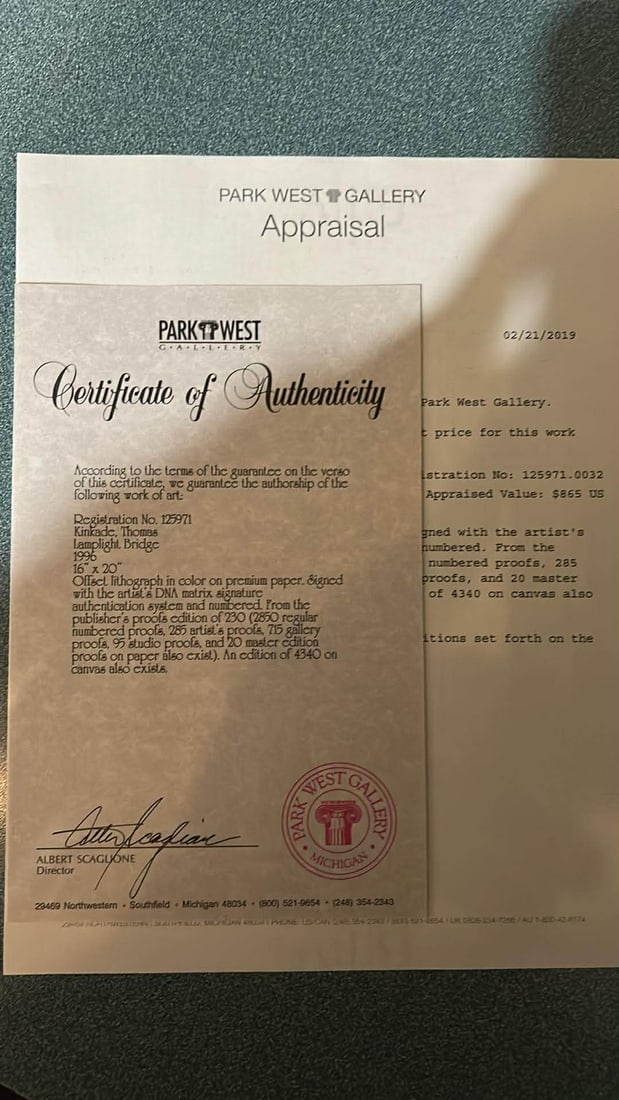 PARK WEST GALLERY
Appraisal
02/21/2019
Park West Gallery.
t price for this work
istration No: 125971.0032
Appraised Value: $865 US
gned with the artist's
numbered. From the
numbered proofs, 285
proofs, and 20 master
of 4340 on canvas also
itions set forth on the
PARK WEST
G•A•L•L•E•R•Y
Certificate of Authenticity
According to the terms of the guarantee on the verso
of this certificate, we guarantee the authorship of the
following work of art:
Registration No. 125971
Kinkade, Thomas
Lamplight Bridge
1996
16" x 20"
Offset lithograph in color on premium paper. Signed
with the artist's DNA matrix signature
authentication system and numbered. From the
publisher's proofs edition of 230 (2850 regular
numbered proofs, 285 artist's proofs, 715 gallery
proofs, 95 studio proofs, and 20 master edition
proofs on paper also exist). An edition of 4340 on
canvas also exists.
ALBERT SCAGLIONE
Director
PARK WEST GALLERY
• MICHIGAN •
29469 Northwestern • Southfield • Michigan 48034 • (800) 521-9654 • (248) 354-2343